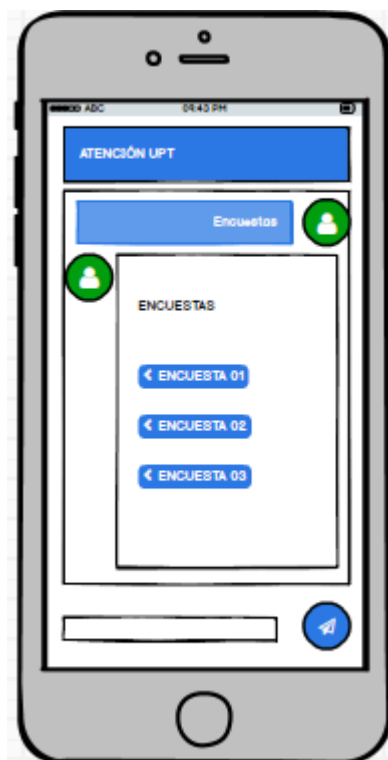 ABC 09:43 PM
ATENCIÓN UPT
Encuestas
ENCUESTAS
ENCUESTA 01
ENCUESTA 02
ENCUESTA 03